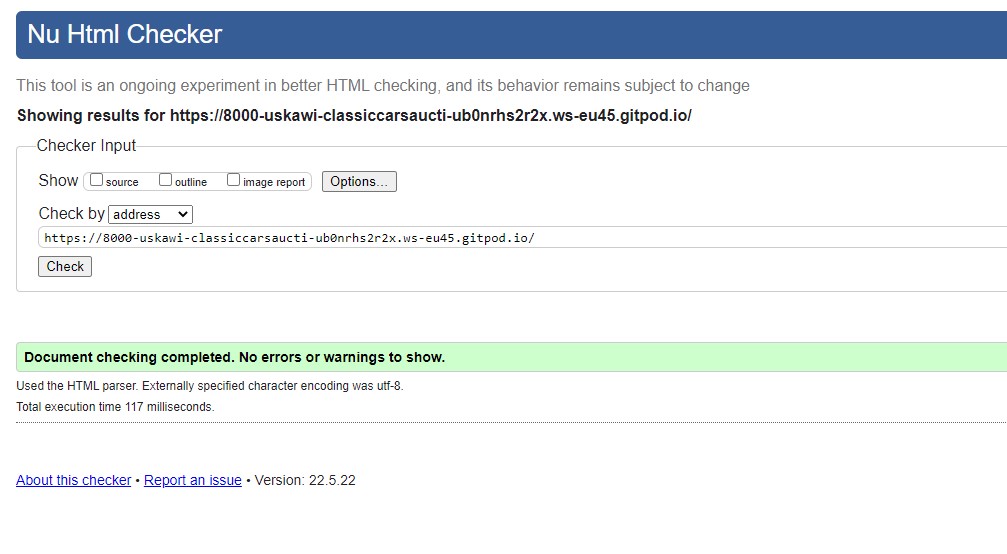 Nu Html Checker
This tool is an ongoing experiment in better HTML checking, and its behavior remains subject to change
Showing results for https://8000-uskawi-classiccarsaucti-ub0nrhs2r2x.ws-eu45.gitpod.io/
Checker Input
Show source outline image report Options...
Check by address
https://8000-uskawi-classiccarsaucti-ub0nrhs2r2x.ws-eu45.gitpod.io/
Check
Document checking completed. No errors or warnings to show.
Used the HTML parser. Externally specified character encoding was utf-8.
Total execution time 117 milliseconds.
About this checker • Report an issue • Version: 22.5.22